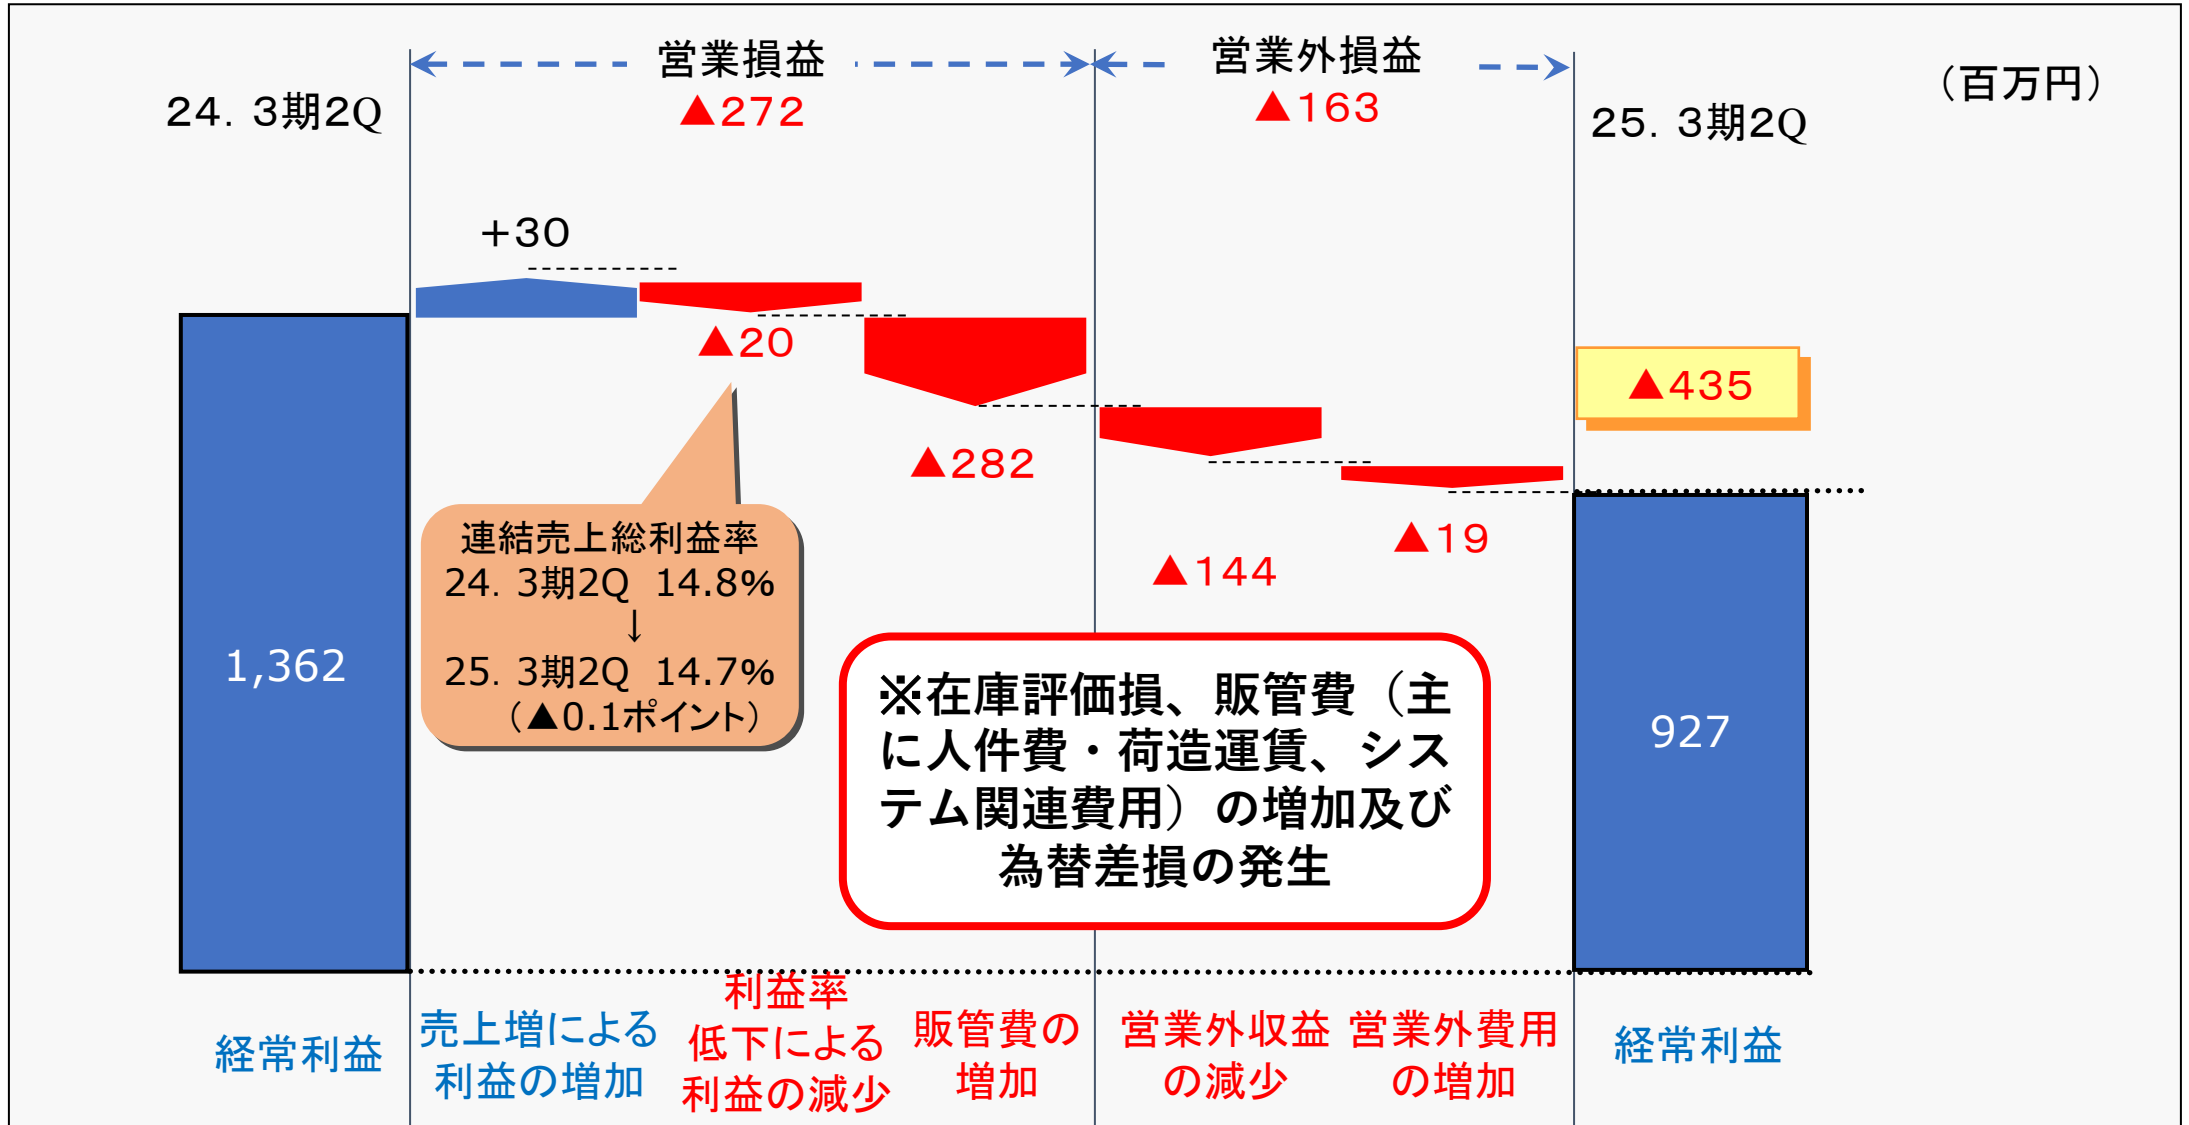 営業損益
▲272
営業外損益
▲163
（百万円）
24．3期2Q
25．3期2Q
+30
▲20
▲282
▲144
▲19
▲435
連結売上総利益率
24．3期2Q 14.8%
↓
25．3期2Q 14.7%
（▲0.1ポイント）
1,362
927
※在庫評価損、販管費（主
に人件費・荷造運賃、シス
テム関連費用）の増加及び
為替差損の発生
経常利益
売上増による
利益の増加
利益率
低下による
利益の減少
販管費の
増加
営業外収益
の減少
営業外費用
の増加
経常利益